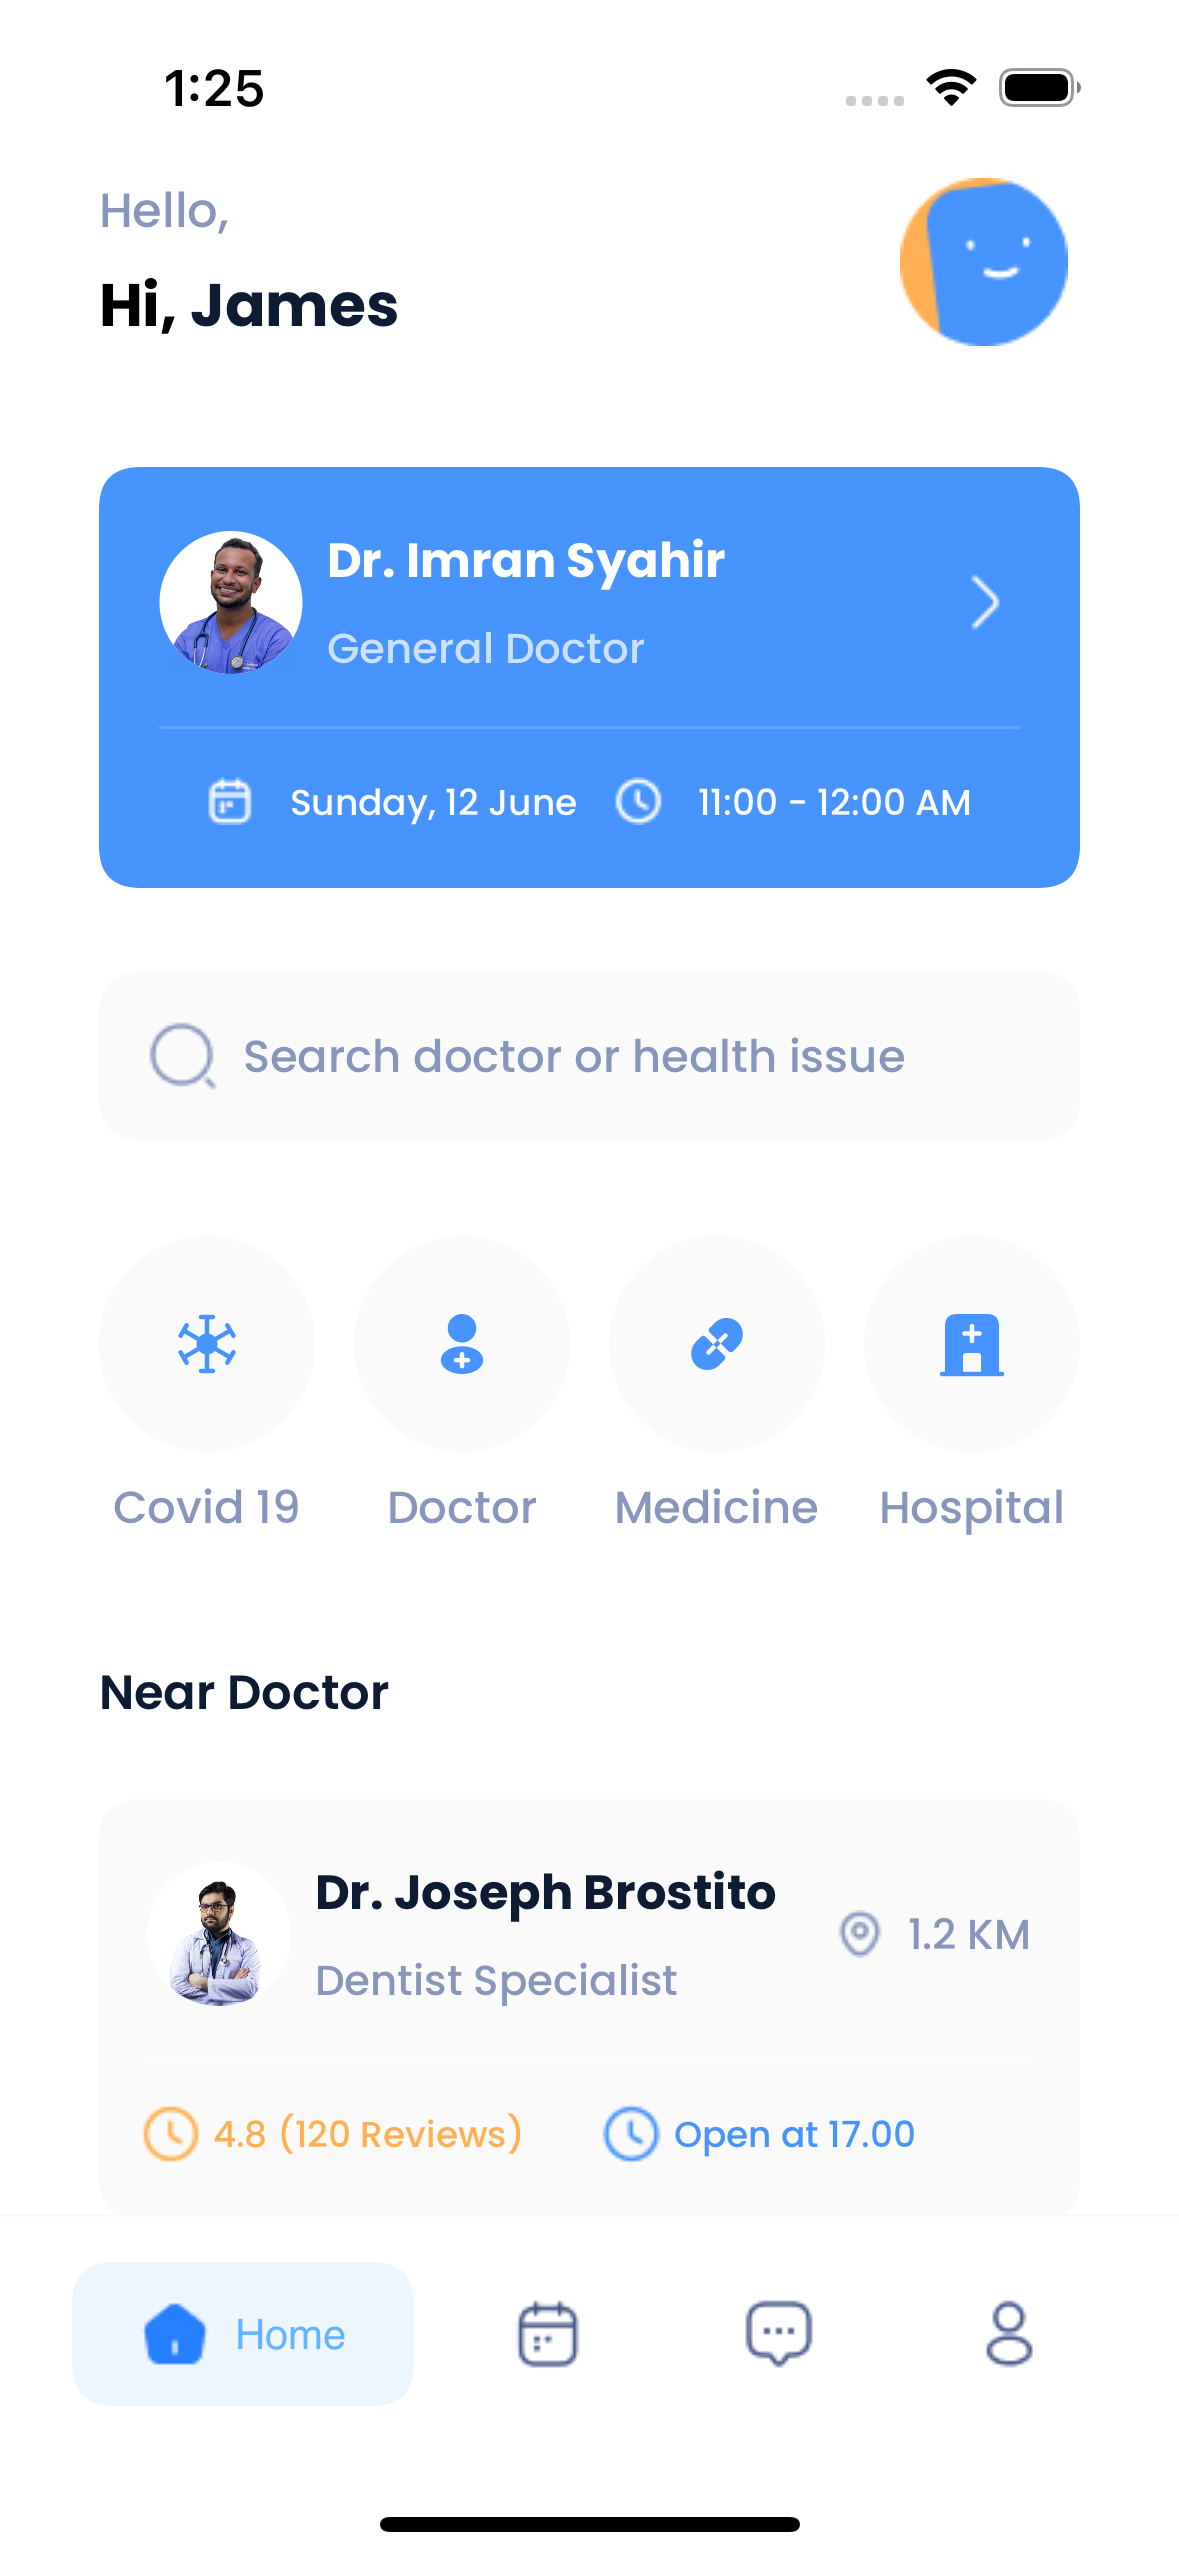 1:25
Hello,
Hi, James
Dr. Imran Syahir
General Doctor
Sunday, 12 June
11:00 - 12:00 AM
Search doctor or health issue
Covid 19
Doctor
Medicine
Hospital
Near Doctor
Dr. Joseph Brostito
Dentist Specialist
1.2 KM
4.8 (120 Reviews)
Open at 17.00
Home